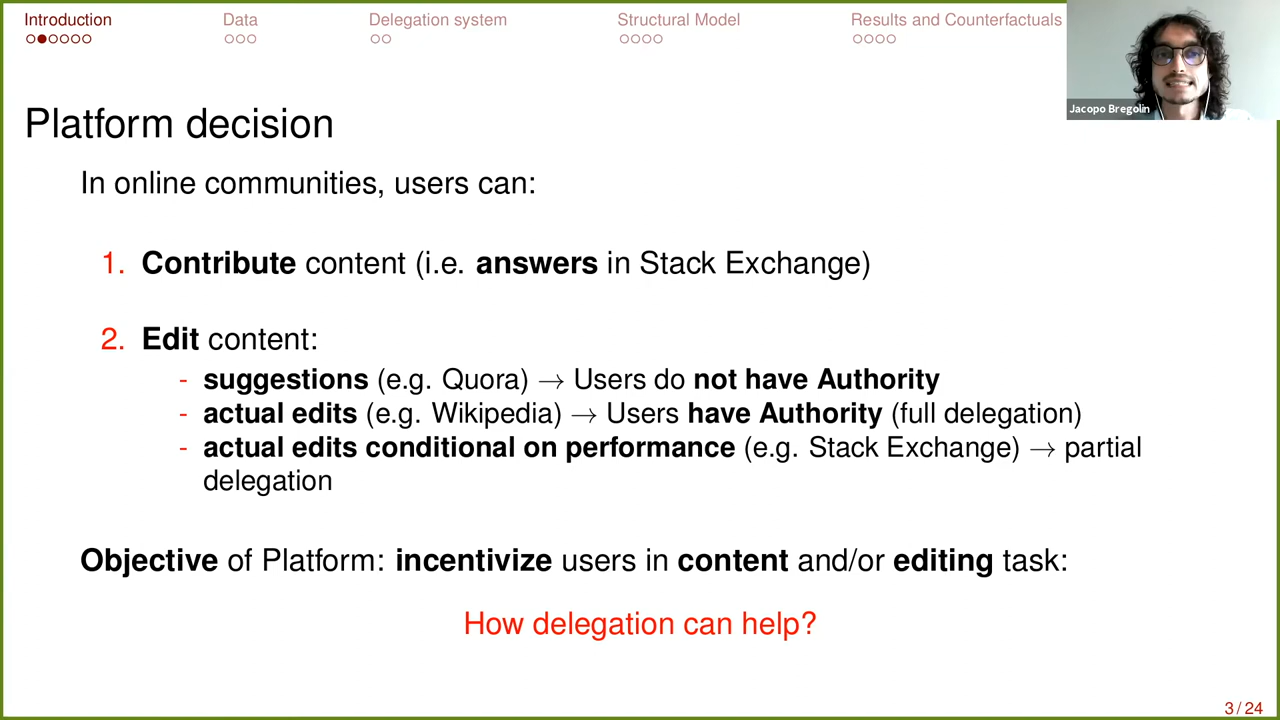 Introduction
Data
Delegation system
Structural Model
Results and Counterfactuals
Jacopo Bregolin
Platform decision
In online communities, users can:
1. Contribute content (i.e. answers in Stack Exchange)
2. Edit content:
- suggestions (e.g. Quora) → Users do not have Authority
- actual edits (e.g. Wikipedia) → Users have Authority (full delegation)
- actual edits conditional on performance (e.g. Stack Exchange) → partial
delegation
Objective of Platform: incentivize users in content and/or editing task:
How delegation can help?
3 / 24